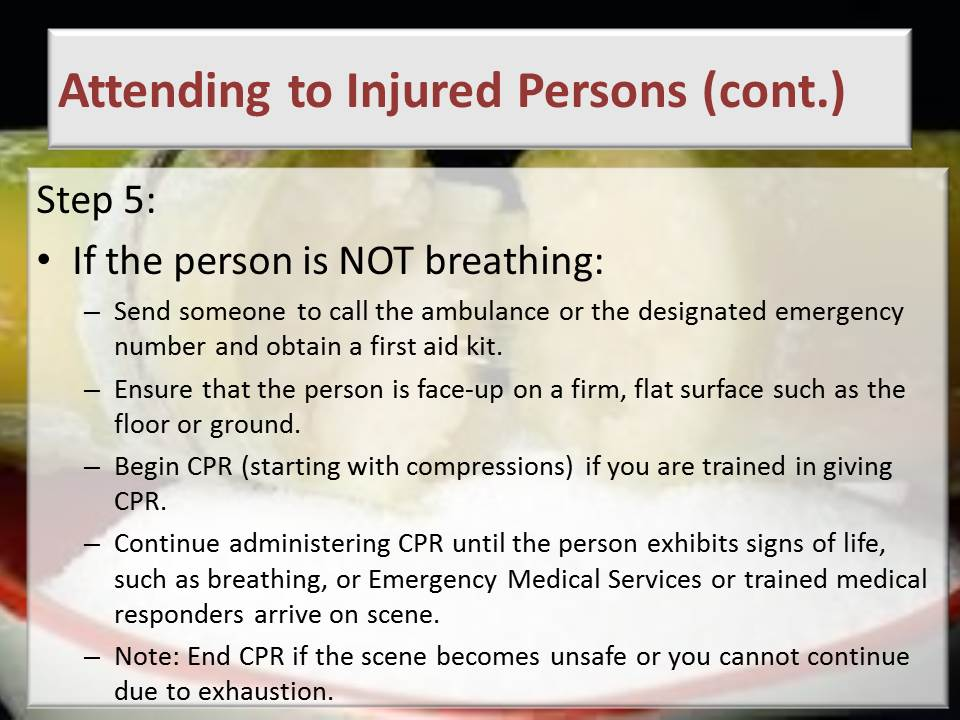 Attending to Injured Persons (cont.)
Step 5:
• If the person is NOT breathing:
– Send someone to call the ambulance or the designated emergency
number and obtain a first aid kit.
– Ensure that the person is face-up on a firm, flat surface such as the
floor or ground.
– Begin CPR (starting with compressions) if you are trained in giving
CPR.
– Continue administering CPR until the person exhibits signs of life,
such as breathing, or Emergency Medical Services or trained medical
responders arrive on scene.
– Note: End CPR if the scene becomes unsafe or you cannot continue
due to exhaustion.